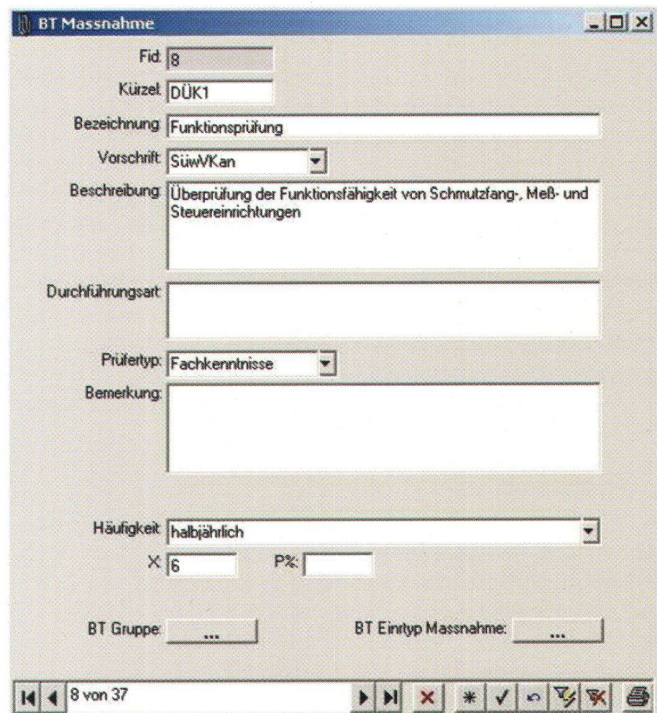 BT Massnahme
Fid: 8
Kürzel: DÜK1
Bezeichnung: Funktionsprüfung
Vorschrift: SüwVKan
Beschreibung: Überprüfung der Funktionsfähigkeit von Schmutzfang-, Meß- und
Steuereinrichtungen
Durchführungsart:
Prüfertyp: Fachkenntnisse
Bemerkung:
Häufigkeit: halbjährlich
X: 6 P%:
BT Gruppe: ... BT Einrtyp Massnahme: ...
8 von 37